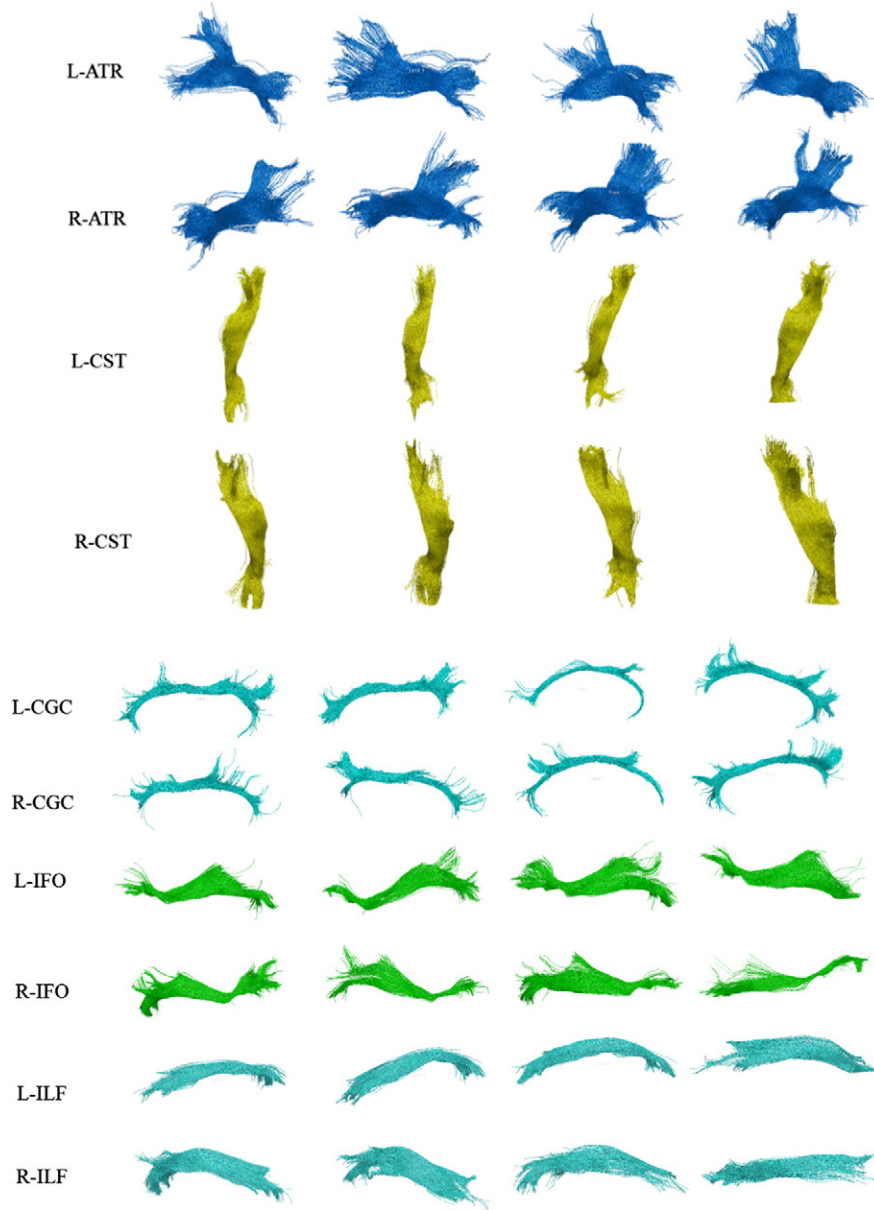 L-ATR
R-ATR
L-CST
R-CST
L-CGC
R-CGC
L-IFO
R-IFO
L-ILF
R-ILF